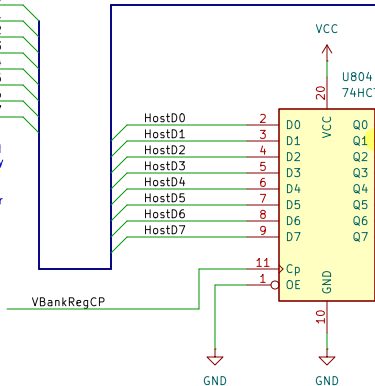 VCC
U804
74HCT
20
VCC
HostD0 2 D0 Q0
HostD1 3 D1 Q1
HostD2 4 D2 Q2
HostD3 5 D3 Q3
HostD4 6 D4 Q4
HostD5 7 D5 Q5
HostD6 8 D6 Q6
HostD7 9 D7 Q7
11 Cp
1 OE
GND
VBankRegCP
10
GND GND